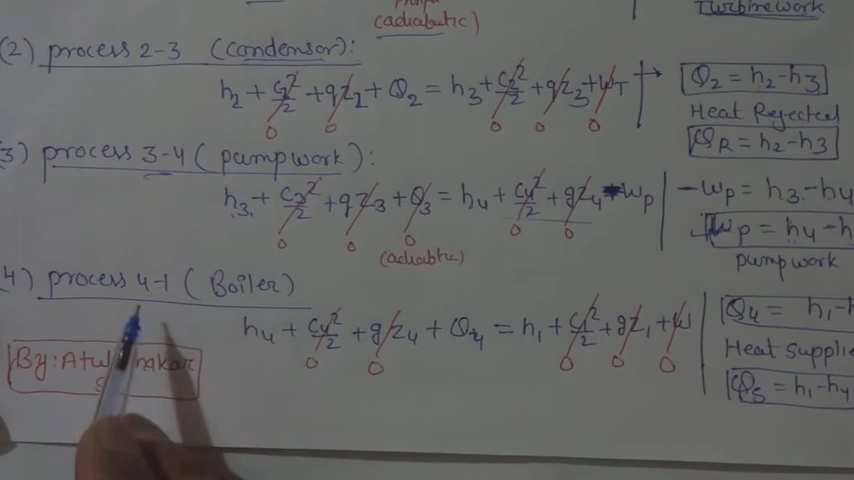 (adiabatic)
Turbine work
(2) process 2-3 (Condensor):
h2 + C2²/2 + gZ2 + Q2 = h3 + C3²/2 + gZ3 + WT → Q2 = h2-h3
0 0 0 0 0
Heat Rejected
QR = h2-h3
3) process 3-4 (pump work):
h3 + C3²/2 + gZ3 + Q3 = h4 + C4²/2 + gZ4 - Wp
-Wp = h3-h4
0 0 0 0 0
Wp = h4-h
(adiabtic)
pump work
4) process 4-1 (Boiler)
h4 + C4²/2 + gZ4 + Q4 = h1 + C1²/2 + gZ1 + W
Q4 = h1-h
0 0 0 0 0
Heat Supplie
QS = h1-h4
By: Atul